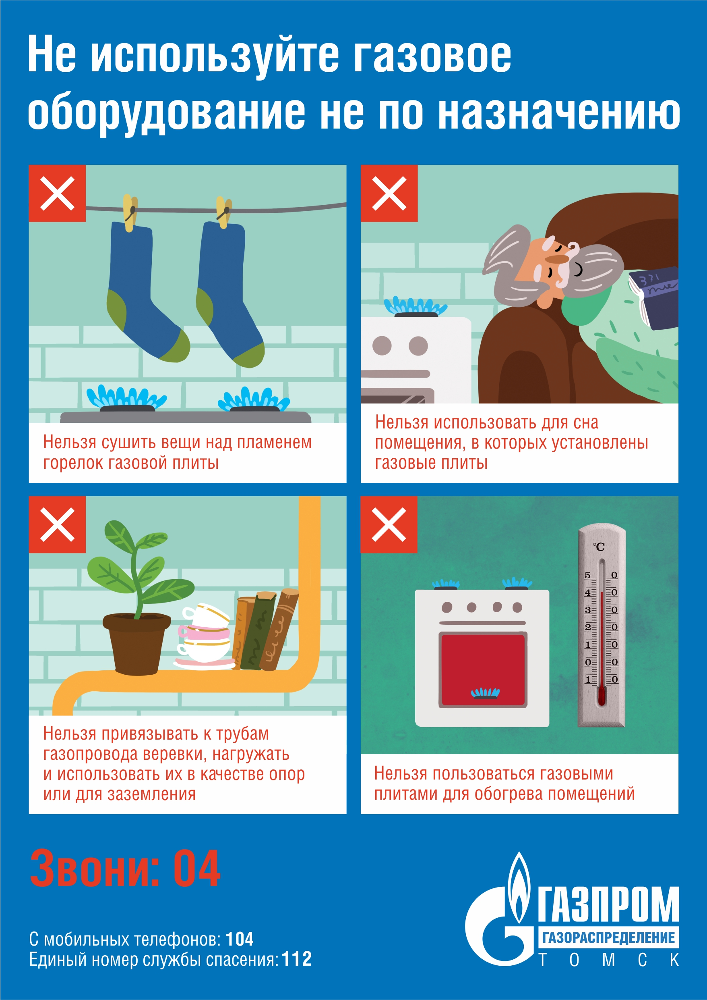 Не используйте газовое
оборудование не по назначению
Нельзя сушить вещи над пламенем
горелок газовой плиты
Нельзя использовать для сна
помещения, в которых установлены
газовые плиты
Нельзя привязывать к трубам
газопровода веревки, нагружать
и использовать их в качестве опор
или для заземления
°C
5 0
4 0
3 0
2 0
1 0
0 0
1 0
Нельзя пользоваться газовыми
плитами для обогрева помещений
Звони: 04
С мобильных телефонов: 104
Единый номер службы спасения: 112
ГАЗПРОМ
ГАЗОРАСПРЕДЕЛЕНИЕ
ТОМСК